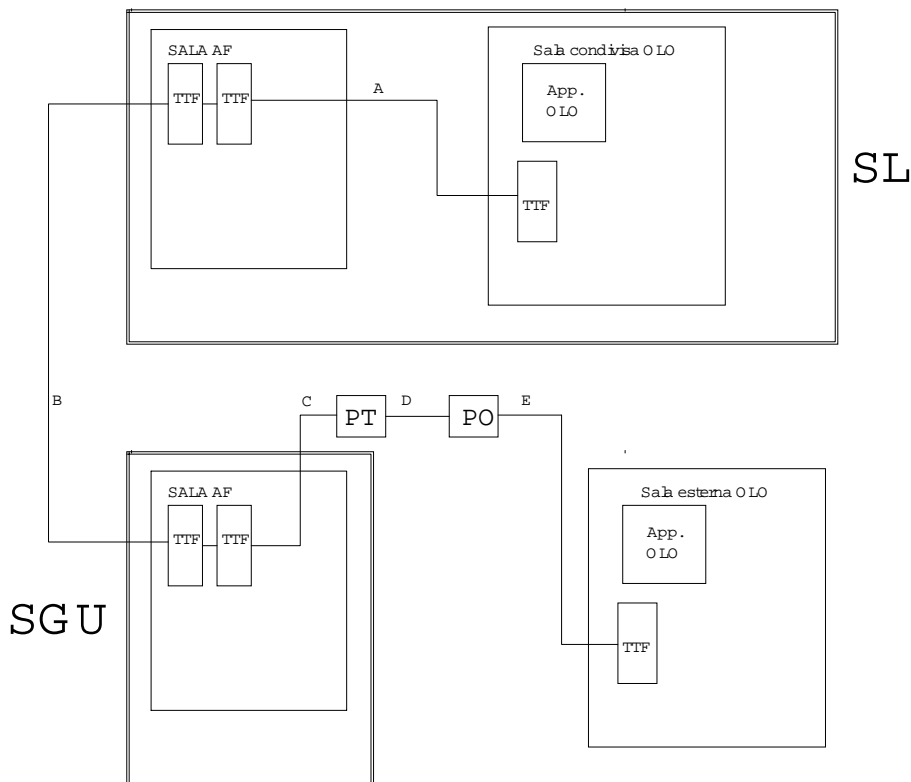 SALA AF
TTF
TTF
A
Sala condivisa OLO
App.
OLO
TTF
SL
B
C
PT
D
PO
E
SALA AF
TTF
TTF
SGU
Sala esterna OLO
App.
OLO
TTF